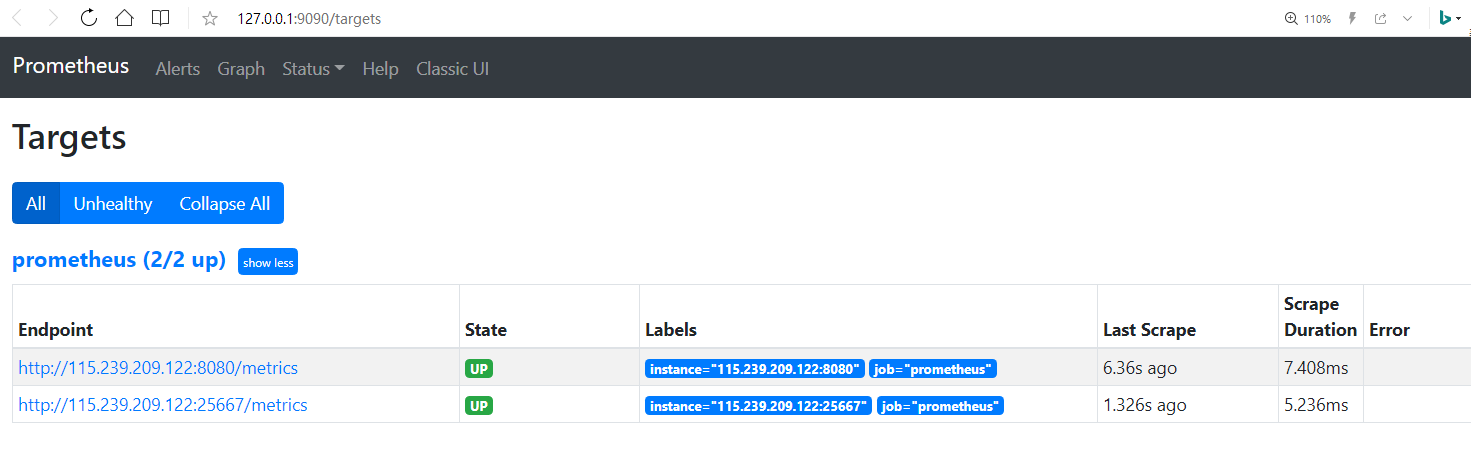 127.0.0.1:9090/targets 110%
Prometheus Alerts Graph Status Help Classic UI
Targets
All Unhealthy Collapse All
prometheus (2/2 up) show less
Endpoint State Labels Last Scrape Scrape Duration Error
http://115.239.209.122:8080/metrics UP instance="115.239.209.122:8080" job="prometheus" 6.36s ago 7.408ms
http://115.239.209.122:25667/metrics UP instance="115.239.209.122:25667" job="prometheus" 1.326s ago 5.236ms